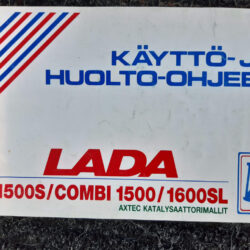 KÄYTTÖ-J
HUOLTO-OHJEE
LADA
1500S/COMBI 1500/1600SL
AXTEC KATALYSAATTORIMALLIT